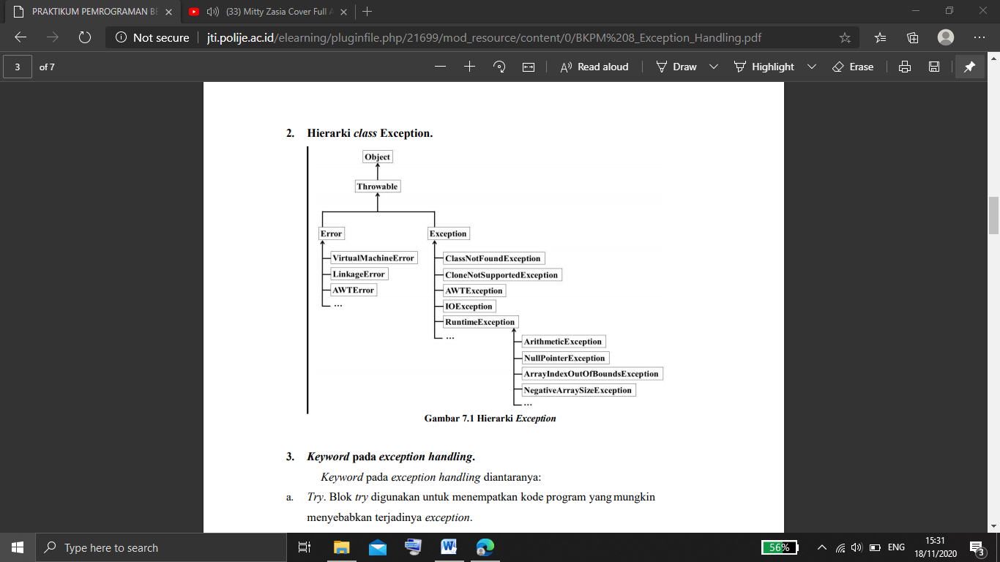 PRAKTIKUM PEMROGRAMAN BE
(33) Mitty Zasia Cover Full A
Not secure
jti.polije.ac.id/elearning/pluginfile.php/21699/mod_resource/content/0/BKPM%208_Exception_Handling.pdf
3 of 7
Read aloud
Draw
Highlight
Erase
2. Hierarki class Exception.
Object
Throwable
Error
Exception
VirtualMachineError
LinkageError
AWTError
...
ClassNotFoundException
CloneNotSupportedException
AWTException
IOException
RuntimeException
...
ArithmeticException
NullPointerException
ArrayIndexOutOfBoundsException
NegativeArraySizeException
...
Gambar 7.1 Hierarki Exception
3. Keyword pada exception handling.
Keyword pada exception handling diantaranya:
a. Try. Blok try digunakan untuk menempatkan kode program yang mungkin
menyebabkan terjadinya exception.
Type here to search
56%
ENG
15:31
18/11/2020
3